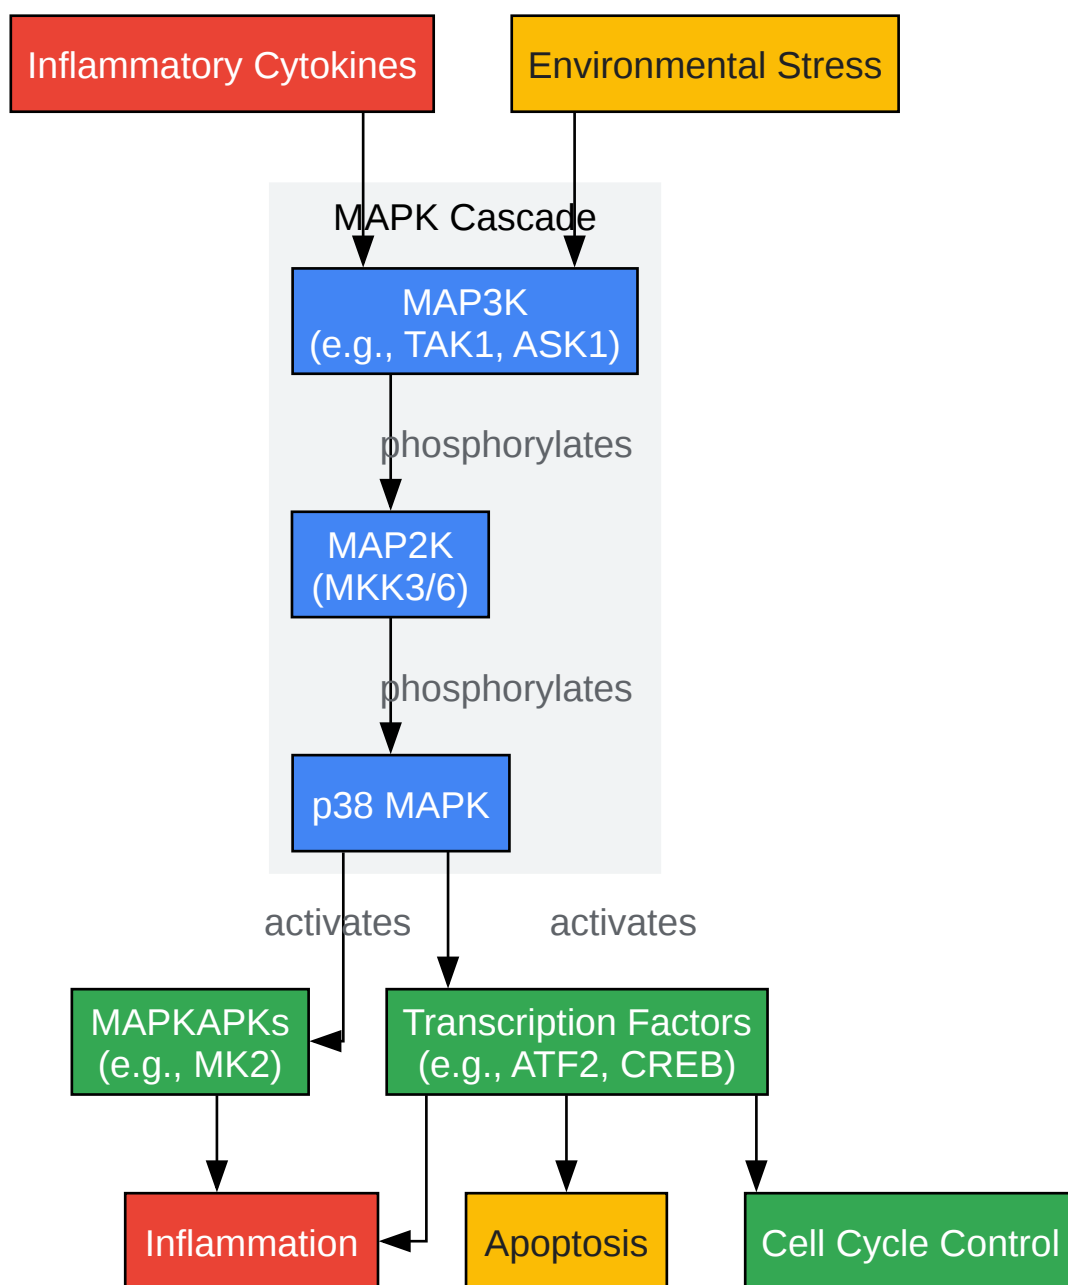 Inflammatory Cytokines
Environmental Stress
MAPK Cascade
MAP3K
(e.g., TAK1, ASK1)
phosphorylates
MAP2K
(MKK3/6)
phosphorylates
p38 MAPK
activates
activates
MAPKAPKs
(e.g., MK2)
Transcription Factors
(e.g., ATF2, CREB)
Inflammation
Apoptosis
Cell Cycle Control